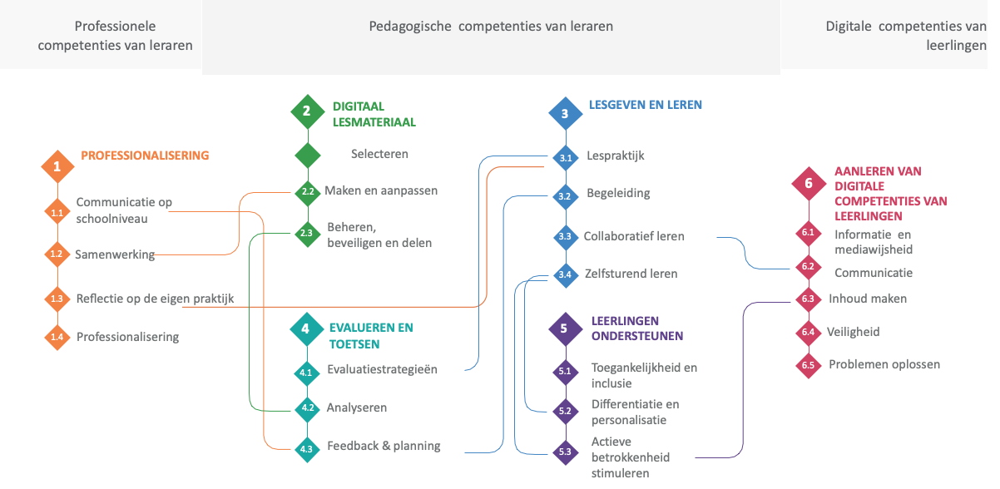 Professionele
competenties van leraren
Pedagogische competenties van leraren
Digitale competenties van
leerlingen
1
PROFESSIONALISERING
1.1
Communicatie op
schoolniveau
1.2
Samenwerking
1.3
Reflectie op de eigen praktijk
1.4
Professionalisering
2
DIGITAAL
LESMATERIAAL
Selecteren
2.2
Maken en aanpassen
2.3
Beheren,
beveiligen en delen
3
LESGEVEN EN LEREN
3.1
Lespraktijk
3.2
Begeleiding
3.3
Collaboratief leren
3.4
Zelfsturend leren
4
EVALUEREN EN
TOETSEN
4.1
Evaluatiestrategieën
4.2
Analyseren
4.3
Feedback & planning
5
LEERLINGEN
ONDERSTEUNEN
5.1
Toegankelijkheid en
inclusie
5.2
Differentiatie en
personalisatie
5.3
Actieve
betrokkenheid
stimuleren
6
AANLEREN VAN
DIGITALE
COMPETENTIES VAN
LEERLINGEN
6.1
Informatie en
mediawijsheid
6.2
Communicatie
6.3
Inhoud maken
6.4
Veiligheid
6.5
Problemen oplossen